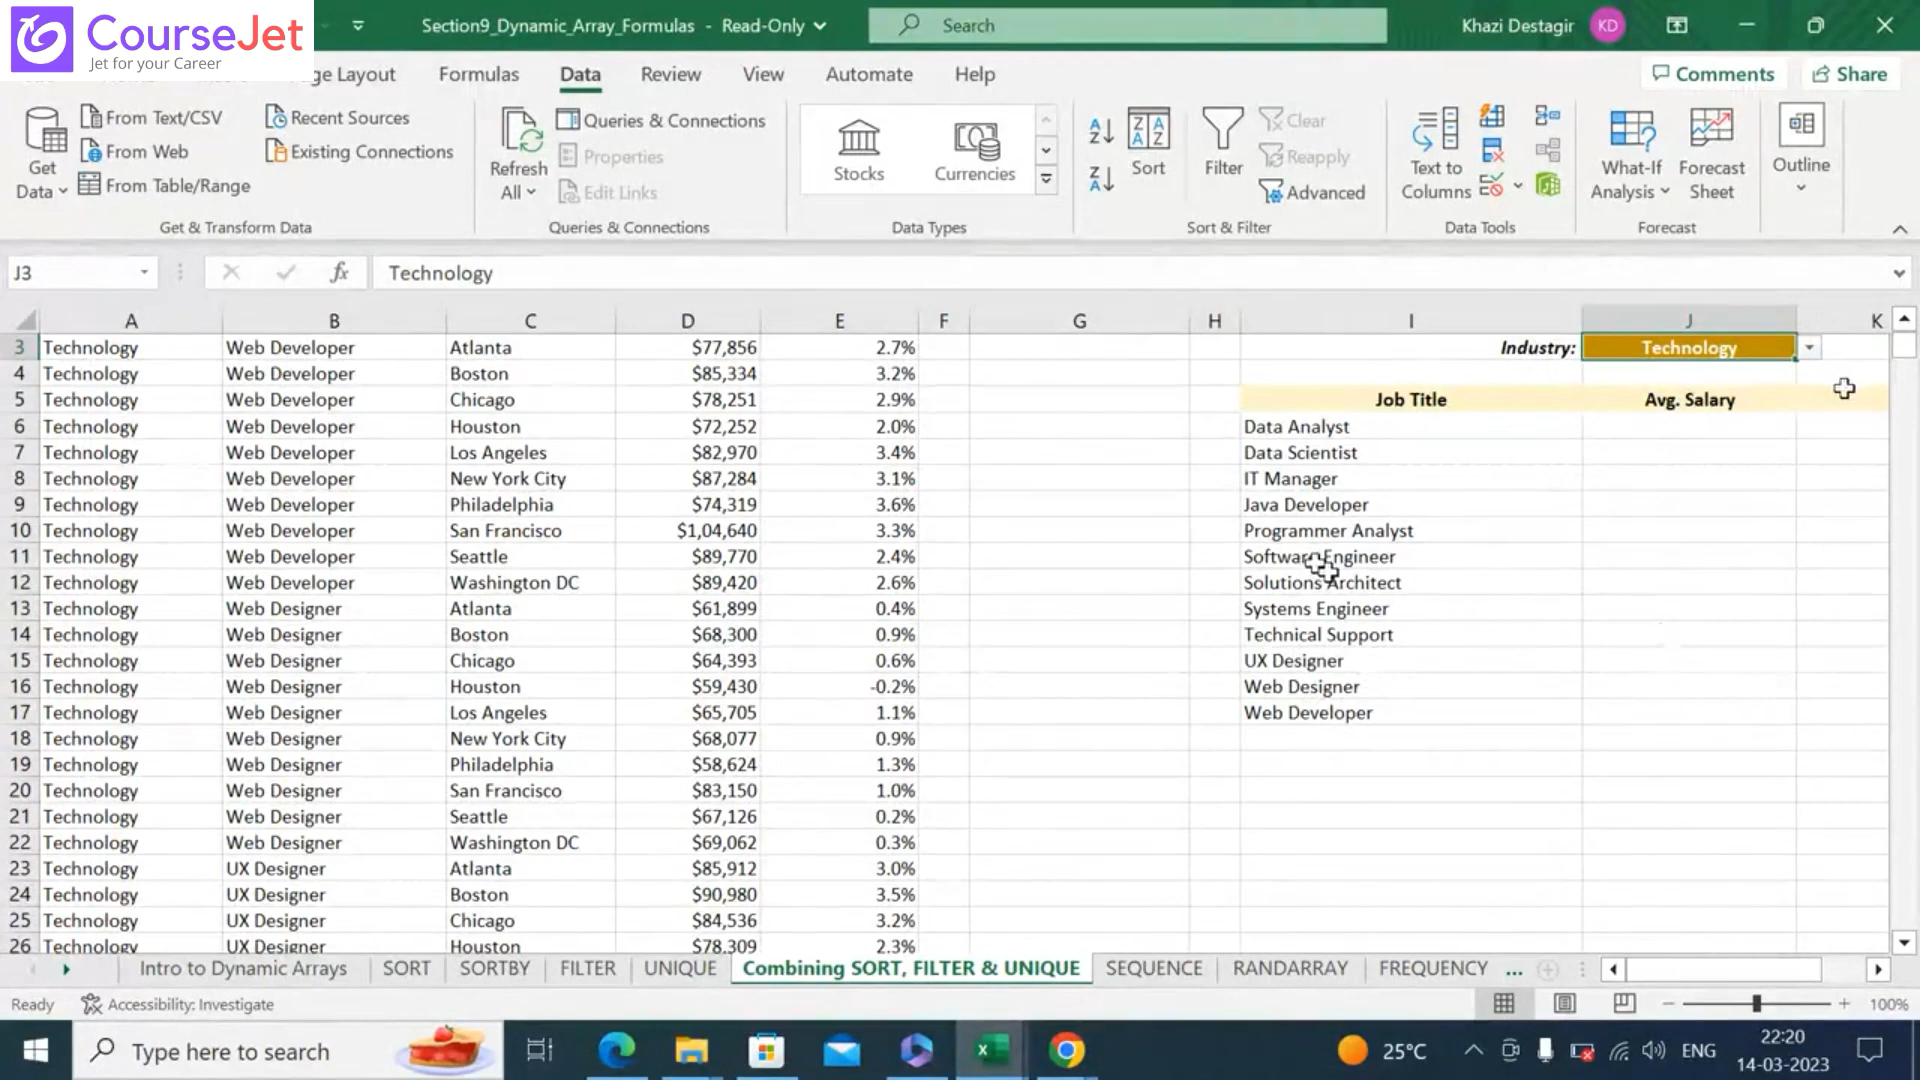 CourseJet
Jet for your Career
Section9_Dynamic_Array_Formulas - Read-Only
Search
Khazi Destagir
KD
ge Layout
Formulas
Data
Review
View
Automate
Help
Comments
Share
Get
Data
From Text/CSV
From Web
From Table/Range
Recent Sources
Existing Connections
Get & Transform Data
Refresh
All
Queries & Connections
Properties
Edit Links
Queries & Connections
Stocks
Currencies
Data Types
Sort
Filter
Clear
Reapply
Advanced
Sort & Filter
Text to
Columns
Data Tools
What-If
Analysis
Forecast
Sheet
Forecast
Outline
J3
fx
Technology
A B C D E F G H I J K
3 Technology Web Developer Atlanta $77,856 2.7% Industry: Technology
4 Technology Web Developer Boston $85,334 3.2%
5 Technology Web Developer Chicago $78,251 2.9% Job Title Avg. Salary
6 Technology Web Developer Houston $72,252 2.0% Data Analyst
7 Technology Web Developer Los Angeles $82,970 3.4% Data Scientist
8 Technology Web Developer New York City $87,284 3.1% IT Manager
9 Technology Web Developer Philadelphia $74,319 3.6% Java Developer
10 Technology Web Developer San Francisco $1,04,640 3.3% Programmer Analyst
11 Technology Web Developer Seattle $89,770 2.4% Software Engineer
12 Technology Web Developer Washington DC $89,420 2.6% Solutions Architect
13 Technology Web Designer Atlanta $61,899 0.4% Systems Engineer
14 Technology Web Designer Boston $68,300 0.9% Technical Support
15 Technology Web Designer Chicago $64,393 0.6% UX Designer
16 Technology Web Designer Houston $59,430 -0.2% Web Designer
17 Technology Web Designer Los Angeles $65,705 1.1% Web Developer
18 Technology Web Designer New York City $68,077 0.9%
19 Technology Web Designer Philadelphia $58,624 1.3%
20 Technology Web Designer San Francisco $83,150 1.0%
21 Technology Web Designer Seattle $67,126 0.2%
22 Technology Web Designer Washington DC $69,062 0.3%
23 Technology UX Designer Atlanta $85,912 3.0%
24 Technology UX Designer Boston $90,980 3.5%
25 Technology UX Designer Chicago $84,536 3.2%
26 Technology UX Designer Houston $78,309 2.3%
Intro to Dynamic Arrays SORT SORTBY FILTER UNIQUE Combining SORT, FILTER & UNIQUE SEQUENCE RANDARRAY FREQUENCY ...
Ready Accessibility: Investigate 100%
Type here to search
25°C
ENG
22:20
14-03-2023